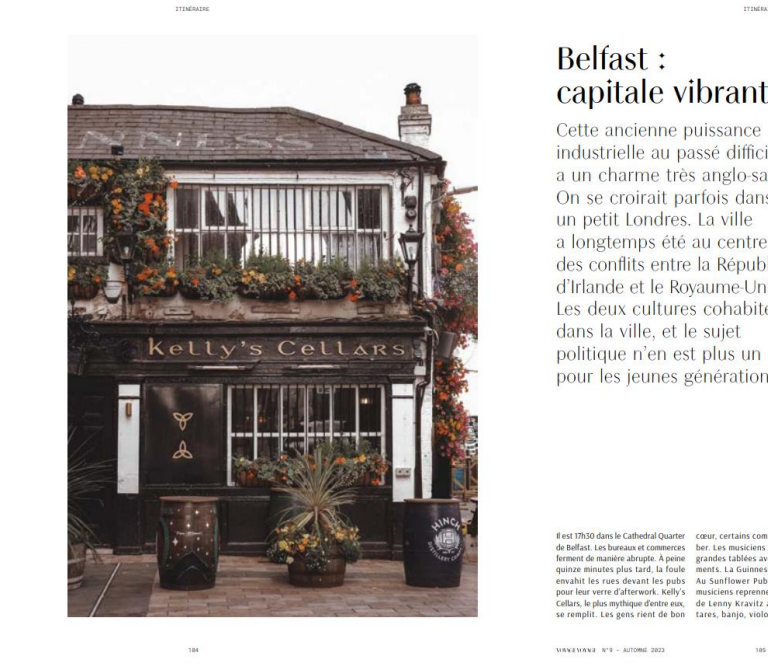 ITINÉRAIRE
GUINNESS
Kelly's Cellars
HINCH
DISTILLERY
104
Belfast :
capitale vibrant
Cette ancienne puissance
industrielle au passé diffici
a un charme très anglo-sa
On se croirait parfois dans
un petit Londres. La ville
a longtemps été au centre
des conflits entre la Républi
d'Irlande et le Royaume-Un
Les deux cultures cohabite
dans la ville, et le sujet
politique n'en est plus un
pour les jeunes génération
Il est 17h30 dans le Cathedral Quarter
de Belfast. Les bureaux et commerces
ferment de manière abrupte. À peine
quinze minutes plus tard, la foule
envahit les rues devant les pubs
pour leur verre d'afterwork. Kelly's
Cellars, le plus mythique d'entre eux,
se remplit. Les gens rient de bon
cœur, certains com
ber. Les musiciens
grandes tablées av
ments. La Guinnes
Au Sunflower Pub
musiciens reprenne
de Lenny Kravitz
tares, banjo, violo
VOYAGE VOYAGE N°9 - AUTOMNE 2023
105